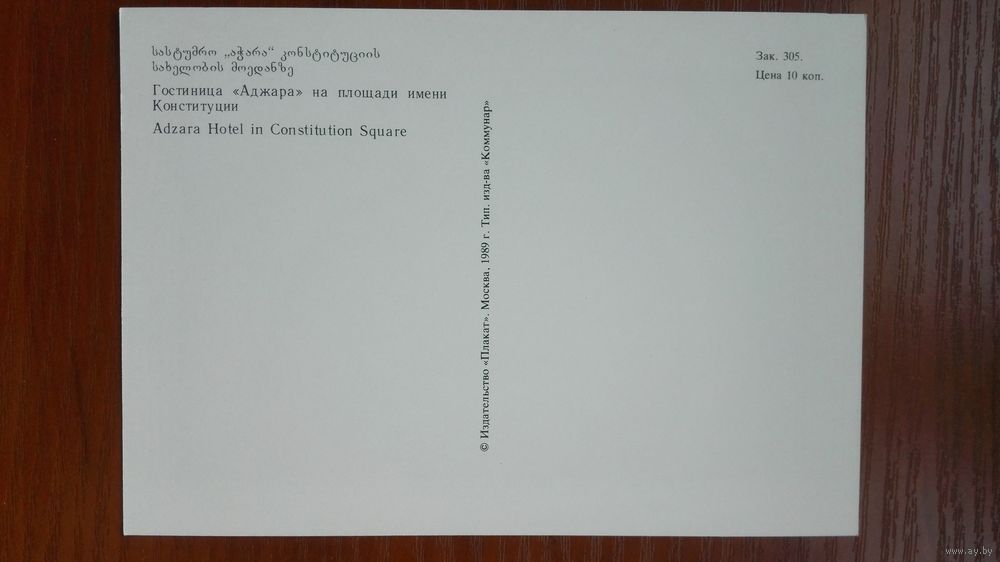 სასტუმრო „აჭარა“ კონსტიტუციის
სახელობის მოედანზე
Гостиница «Аджара» на площади имени
Конституции
Adzara Hotel in Constitution Square
© Издательство «Плакат». Москва, 1989 г. Тип. изд-ва «Коммунар»
Зак. 305.
Цена 10 коп.
www.ay.by